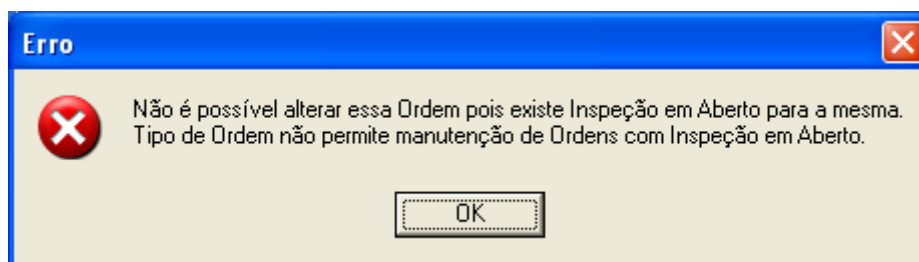 Erro
Não é possível alterar essa Ordem pois existe Inspeção em Aberto para a mesma.
Tipo de Ordem não permite manutenção de Ordens com Inspeção em Aberto.
OK